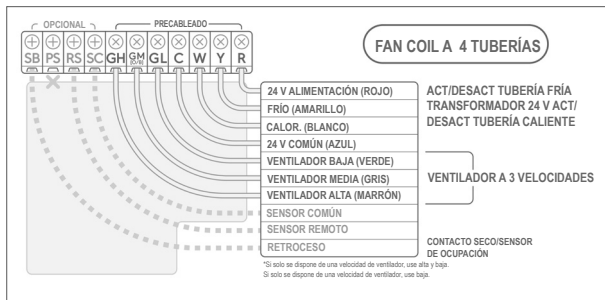 OPCIONAL
PRECABLEADO
SB PS RS SC GH GM (O/B) GL C W Y R
FAN COIL A 4 TUBERÍAS
24 V ALIMENTACIÓN (ROJO)
FRÍO (AMARILLO)
CALOR. (BLANCO)
24 V COMÚN (AZUL)
VENTILADOR BAJA (VERDE)
VENTILADOR MEDIA (GRIS)
VENTILADOR ALTA (MARRÓN)
SENSOR COMÚN
SENSOR REMOTO
RETROCESO
ACT/DESACT TUBERÍA FRÍA
TRANSFORMADOR 24 V ACT/
DESACT TUBERÍA CALIENTE
VENTILADOR A 3 VELOCIDADES
CONTACTO SECO/SENSOR
DE OCUPACIÓN
*Si solo se dispone de una velocidad de ventilador, use alta y baja.
Si solo se dispone de una velocidad de ventilador, use baja.